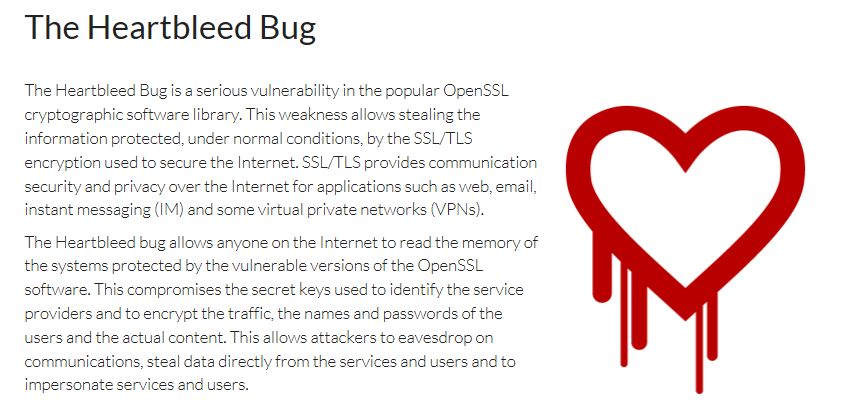 The Heartbleed Bug
The Heartbleed Bug is a serious vulnerability in the popular OpenSSL
cryptographic software library. This weakness allows stealing the
information protected, under normal conditions, by the SSL/TLS
encryption used to secure the Internet. SSL/TLS provides communication
security and privacy over the Internet for applications such as web, email,
instant messaging (IM) and some virtual private networks (VPNs).
The Heartbleed bug allows anyone on the Internet to read the memory of
the systems protected by the vulnerable versions of the OpenSSL
software. This compromises the secret keys used to identify the service
providers and to encrypt the traffic, the names and passwords of the
users and the actual content. This allows attackers to eavesdrop on
communications, steal data directly from the services and users and to
impersonate services and users.